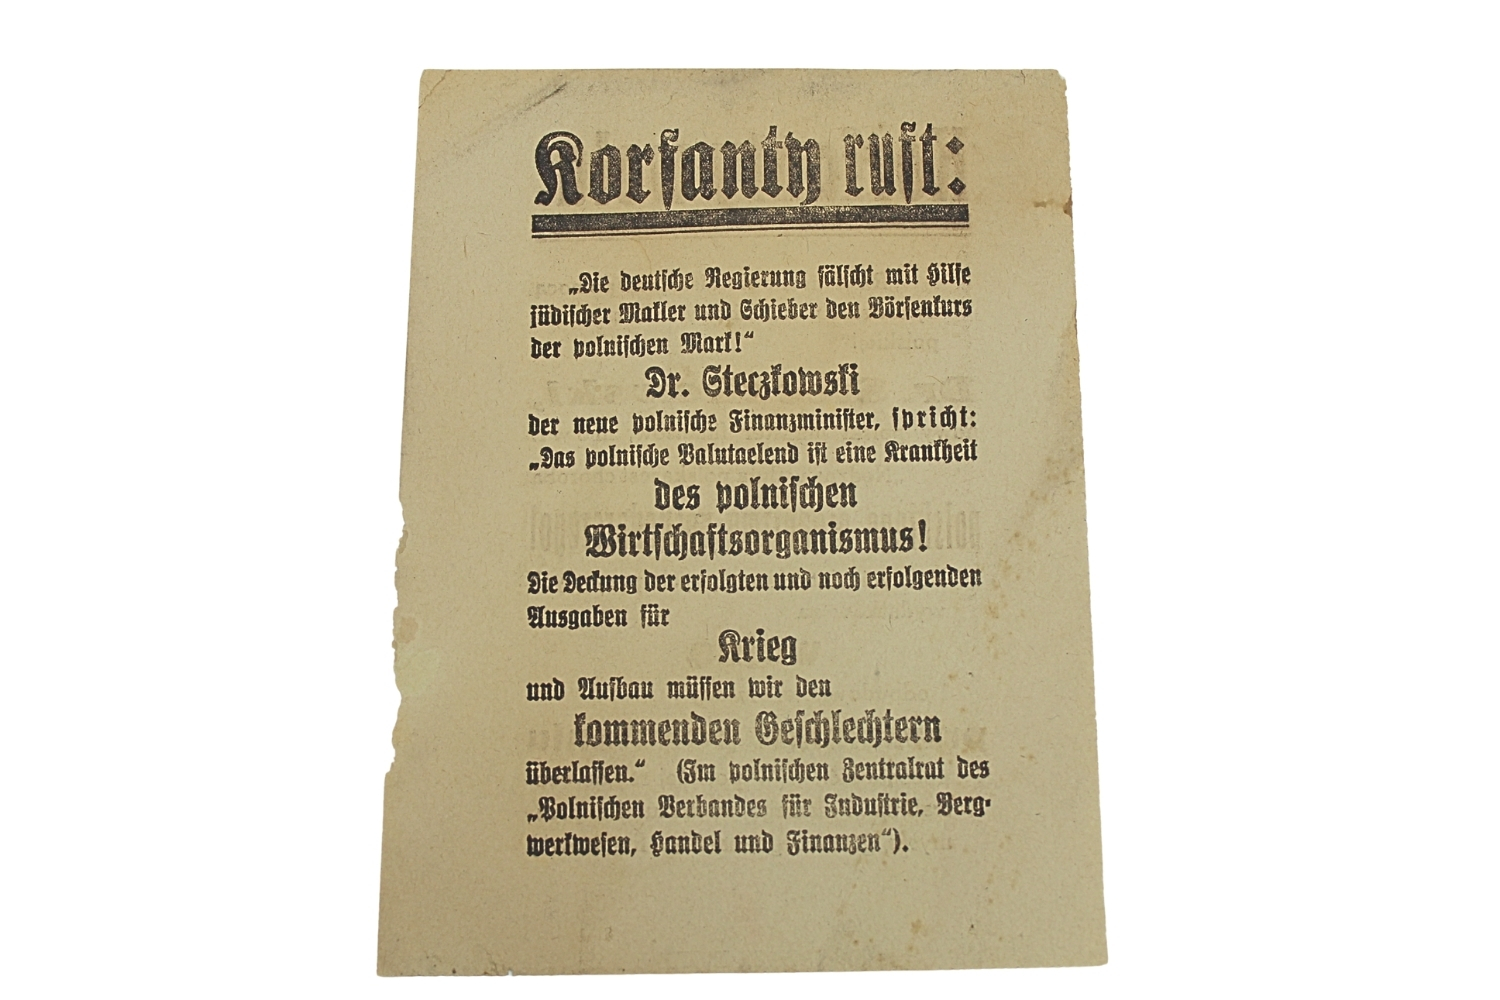 Korfanty ruft:
„Die deutsche Regierung fälscht mit Hilfe
jüdischer Makler und Schieber den Börsenkurs
der polnischen Mark!“
Dr. Steczkowski
der neue polnische Finanzminister, spricht:
„Das polnische Valutaelend ist eine Krankheit
des polnischen
Wirtschaftsorganismus!
Die Deckung der erfolgten und noch erfolgenden
Ausgaben für
Krieg
und Aufbau müssen wir den
kommenden Geschlechtern
überlassen.“ (Im polnischen Zentralrat des
„Polnischen Verbandes für Industrie, Berg-
werkwesen, Handel und Finanzen“).